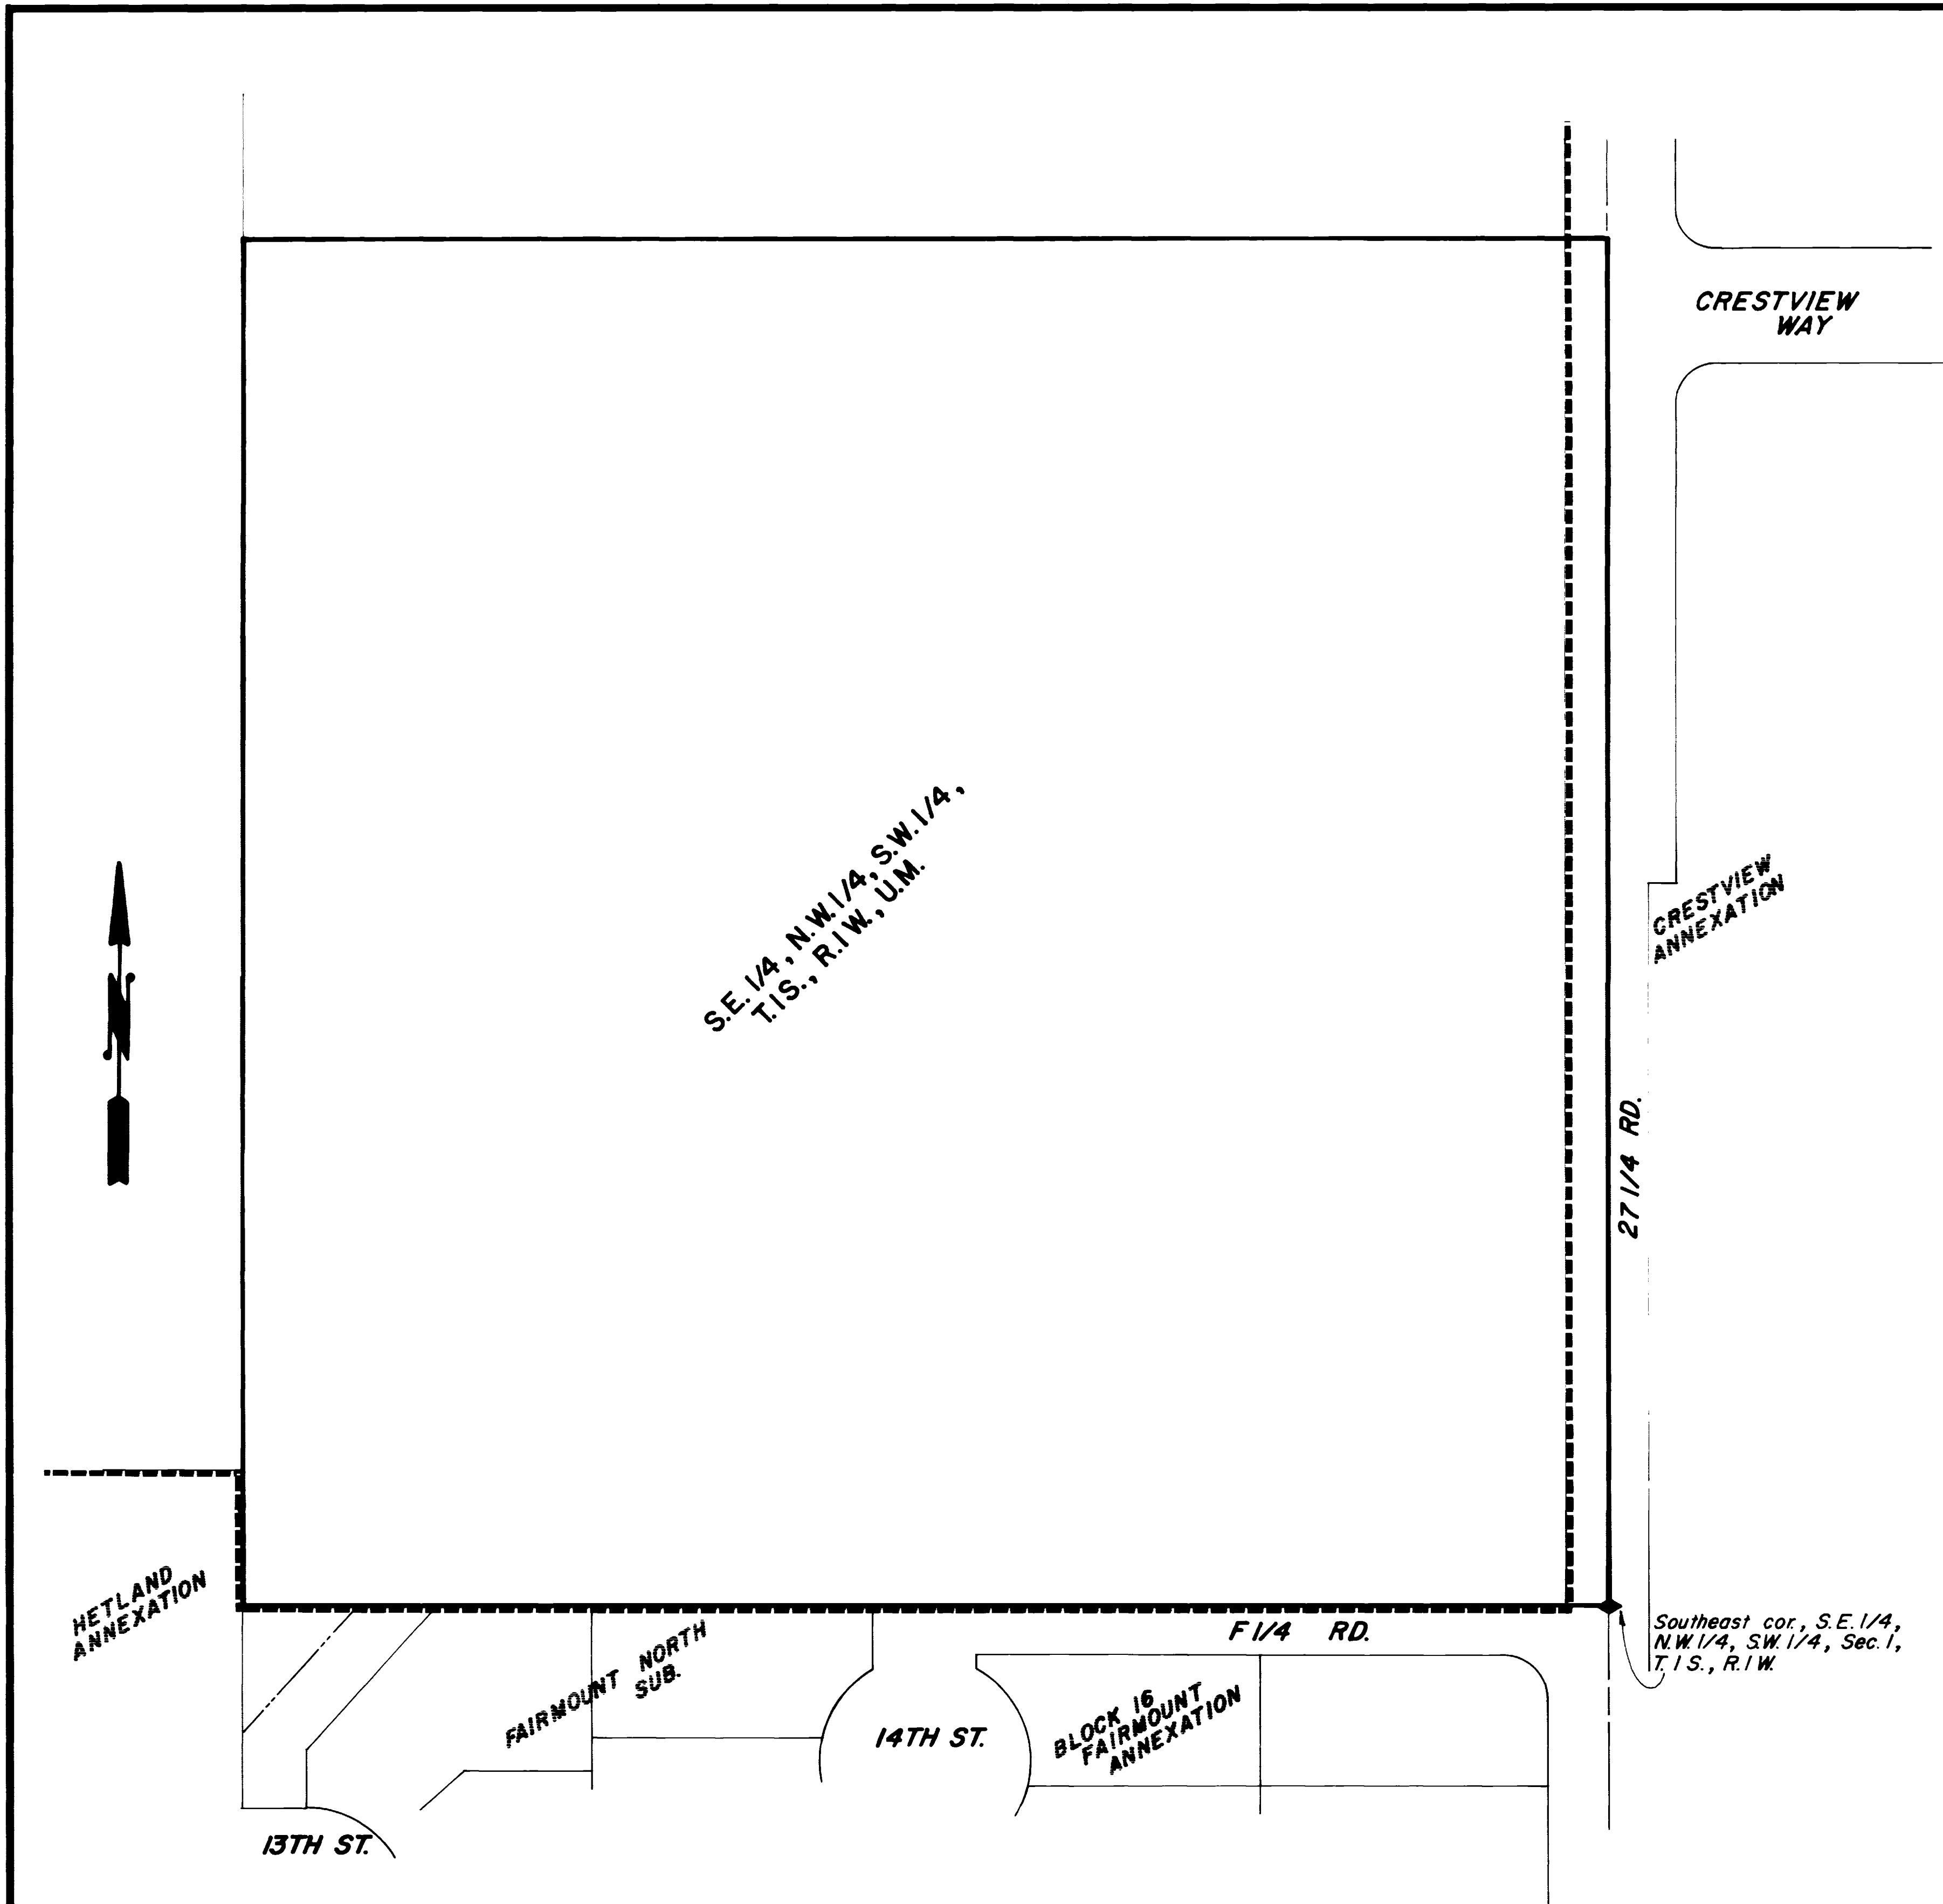 CRESTVIEW
WAY
S.E. 1/4, N.W. 1/4, S.W. 1/4,
T.1S., R.1W., U.M.
CRESTVIEW
ANNEXATION
N
27 1/4 RD.
HETLAND
ANNEXATION
F 1/4 RD.
Southeast cor., S.E. 1/4,
N.W. 1/4, S.W. 1/4, Sec. 1,
T. 1 S., R. 1 W.
FAIRMOUNT NORTH
SUB.
14TH ST.
BLOCK 16
FAIRMOUNT
ANNEXATION
13TH ST.